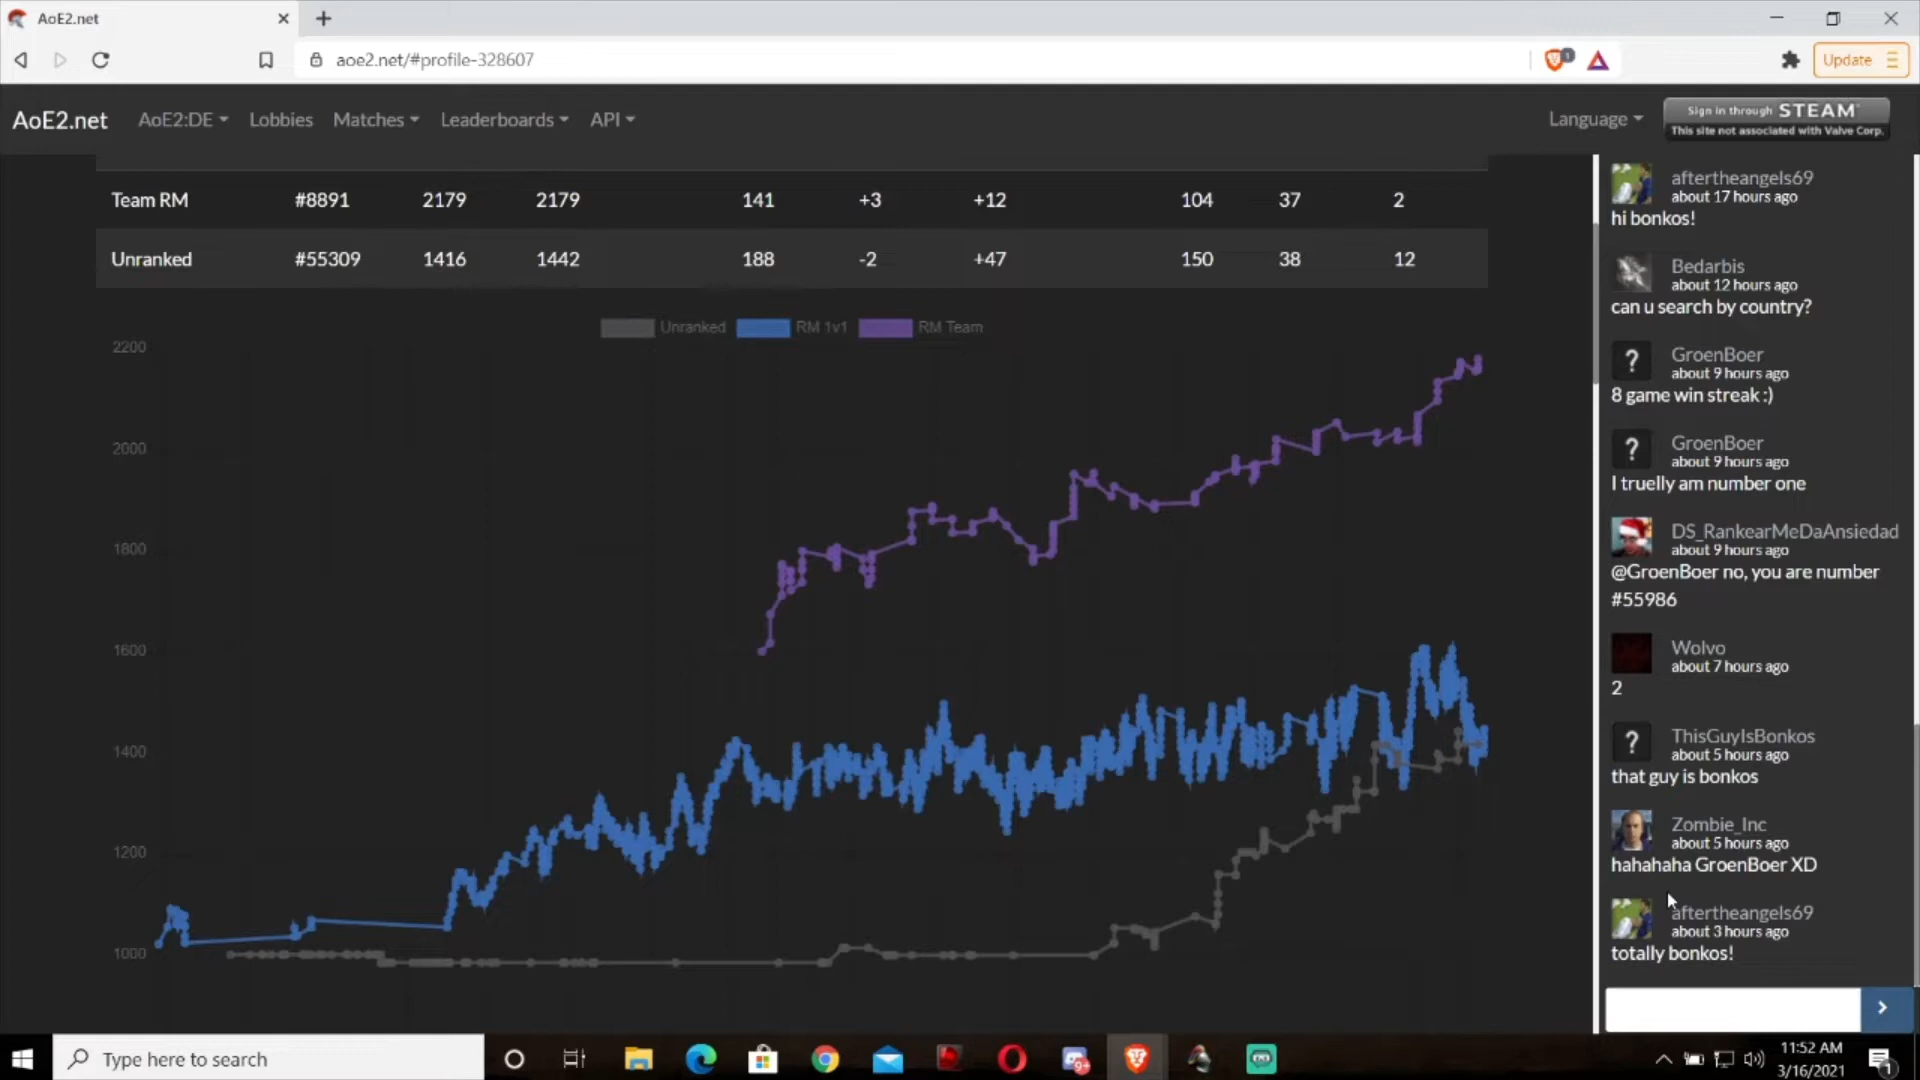 AoE2.net
aoe2.net/#profile-328607
1
Update
AoE2.net AoE2:DE Lobbies Matches Leaderboards API Language
Sign in through STEAM
This site not associated with Valve Corp.
Team RM #8891 2179 2179 141 +3 +12 104 37 2
Unranked #55309 1416 1442 188 -2 +47 150 38 12
Unranked RM 1v1 RM Team
2200
2000
1800
1600
1400
1200
1000
aftertheangels69
about 17 hours ago
hi bonkos!
Bedarbis
about 12 hours ago
can u search by country?
?
GroenBoer
about 9 hours ago
8 game win streak :)
?
GroenBoer
about 9 hours ago
I truelly am number one
DS_RankearMeDaAnsiedad
about 9 hours ago
@GroenBoer no, you are number
#55986
Wolvo
about 7 hours ago
2
?
ThisGuyIsBonkos
about 5 hours ago
that guy is bonkos
Zombie_Inc
about 5 hours ago
hahahaha GroenBoer XD
aftertheangels69
about 3 hours ago
totally bonkos!
Type here to search
9+
11:52 AM
3/16/2021
1